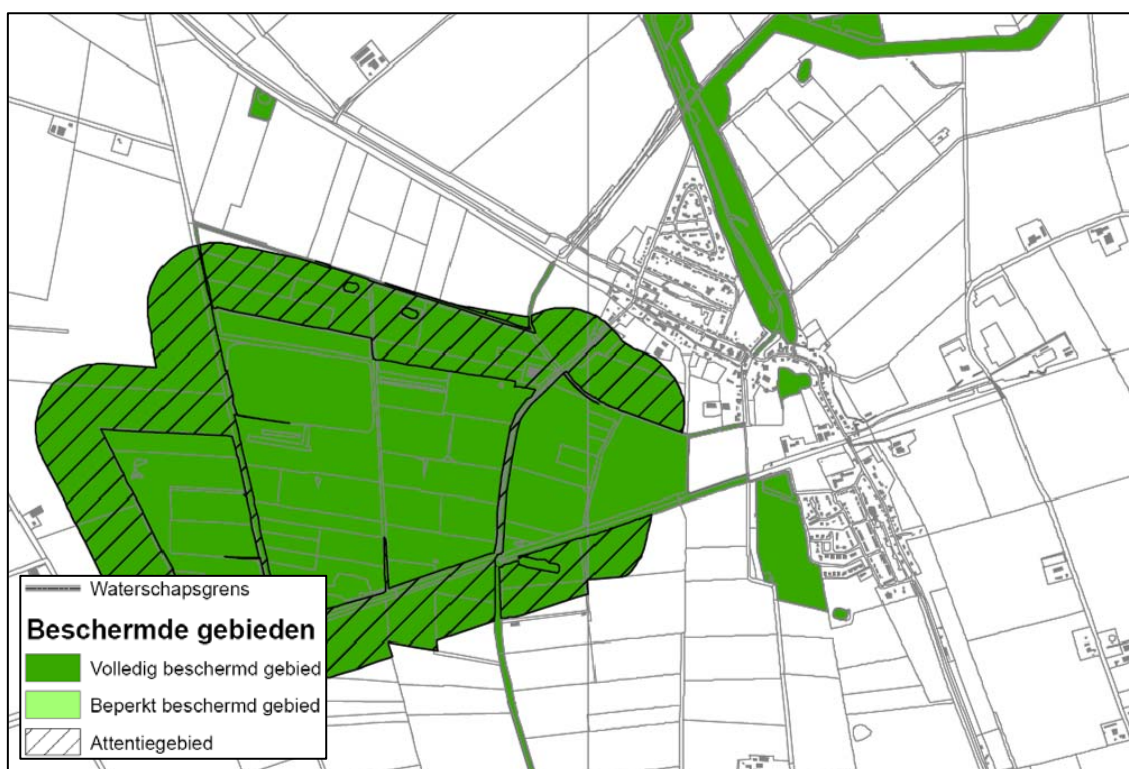 Waterschapsgrens
Beschermde gebieden
Volledig beschermd gebied
Beperkt beschermd gebied
Attentiegebied